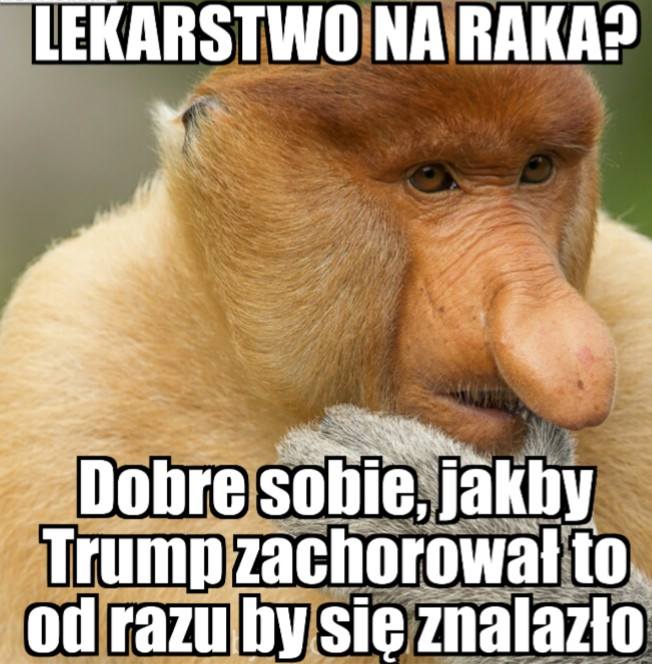 LEKARSTWO NA RAKA?
Dobre sobie, jakby
Trump zachorował to
od razu by się znalazło